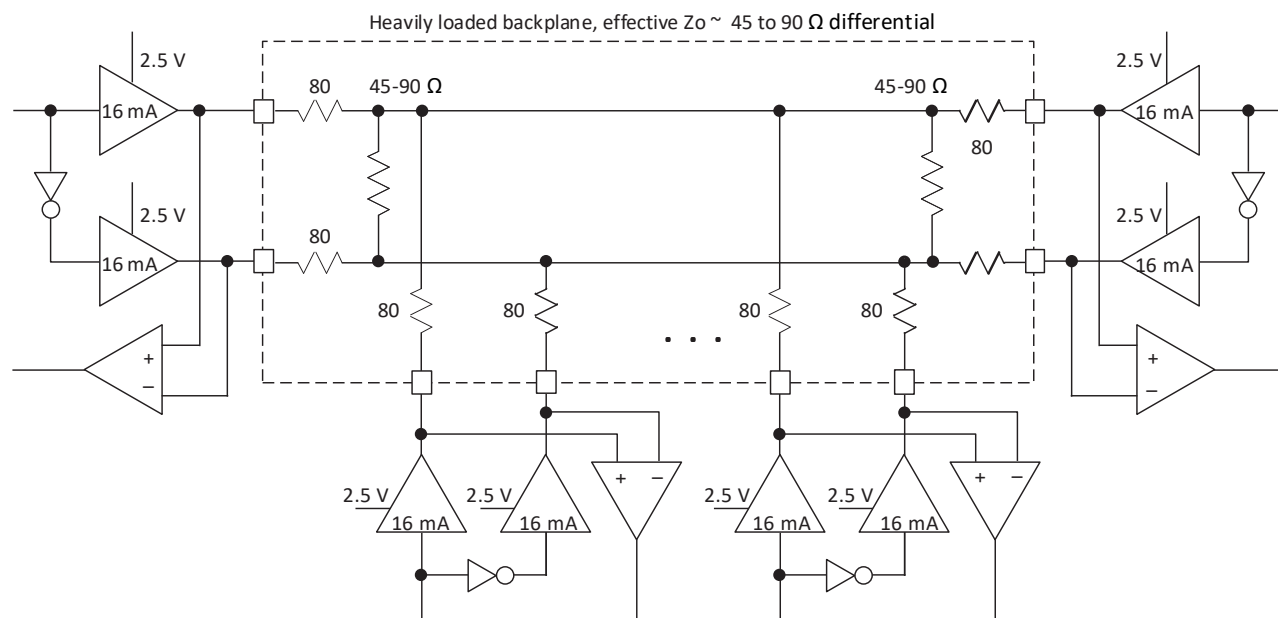 Heavily loaded backplane, effective Zo ~ 45 to 90 Ω differential
2.5 V
2.5 V
80
45-90 Ω
45-90 Ω
16 mA
16 mA
80
2.5 V
2.5 V
80
16 mA
16 mA
80
80
80
80
+
−
. . .
+
−
+
−
+
−
2.5 V
2.5 V
2.5 V
2.5 V
16 mA
16 mA
16 mA
16 mA